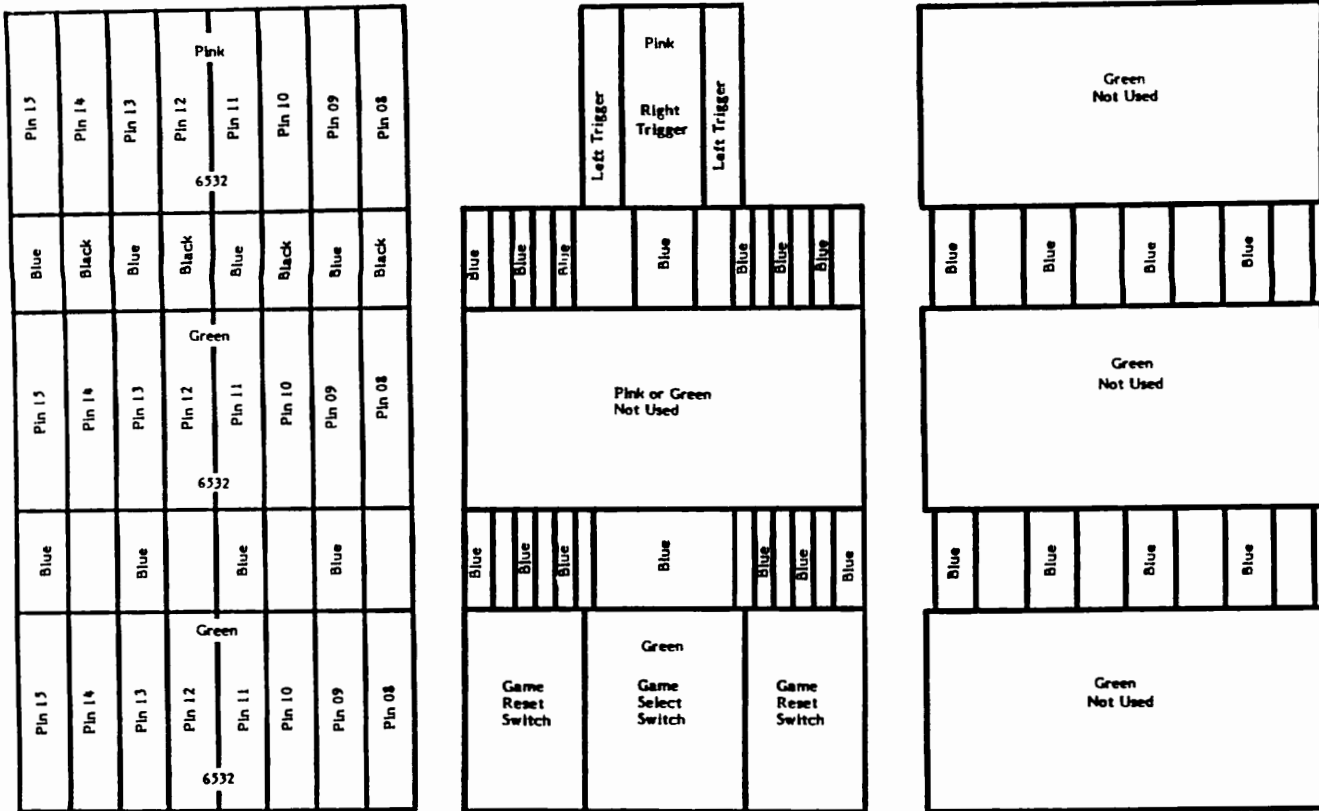 Pink
Pin 15
Pin 14
Pin 13
Pin 12
Pin 11
Pin 10
Pin 09
Pin 08
6532
Blue
Black
Blue
Black
Blue
Black
Blue
Black
Green
Pin 15
Pin 14
Pin 13
Pin 12
Pin 11
Pin 10
Pin 09
Pin 08
6532
Blue
Blue
Blue
Blue
Green
Pin 15
Pin 14
Pin 13
Pin 12
Pin 11
Pin 10
Pin 09
Pin 08
6532
Left Trigger
Pink
Right
Trigger
Left Trigger
Blue
Blue
Blue
Blue
Blue
Blue
Blue
Pink or Green
Not Used
Blue
Blue
Blue
Blue
Blue
Blue
Blue
Game
Reset
Switch
Green
Game
Select
Switch
Game
Reset
Switch
Green
Not Used
Blue
Blue
Blue
Blue
Green
Not Used
Blue
Blue
Blue
Blue
Green
Not Used